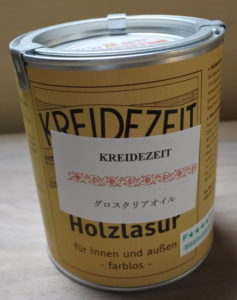 KREIDEZEIT
KREIDEZEIT
グロスクリアオイル
Holzlasur
für innen und außen
- farblos -
F★★★★